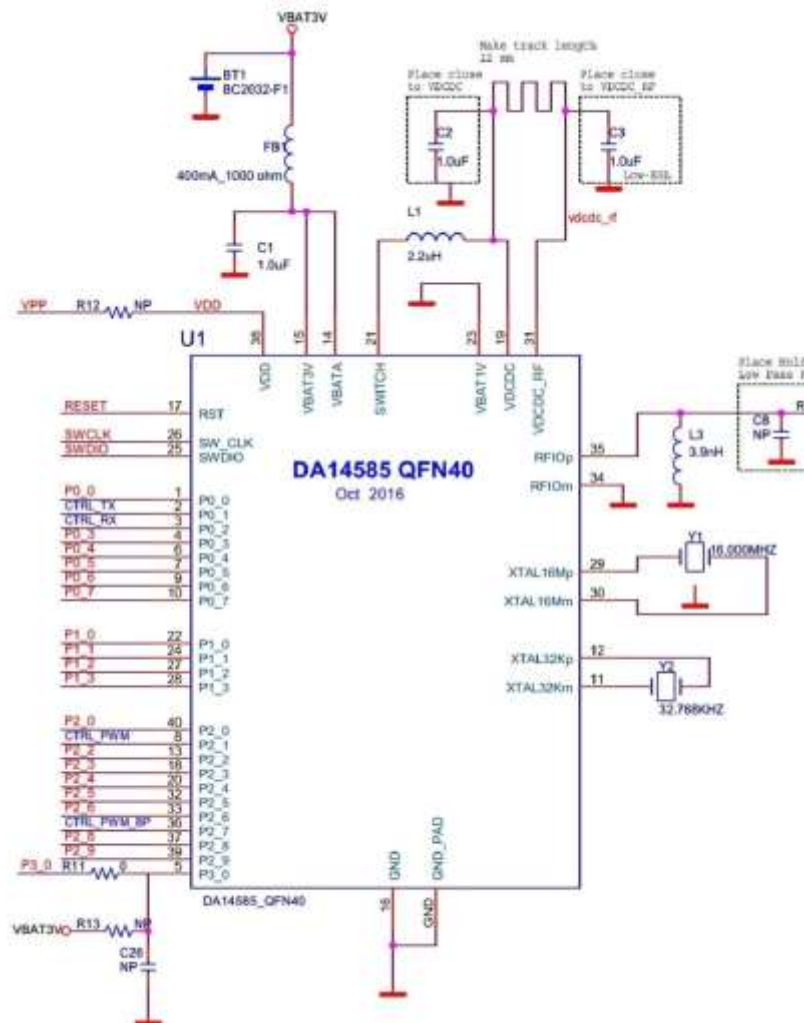 VBAT3V
Make track length
22 mm
BT1
BC2032-F1
Place close
to VDCDC
Place close
to VDCDC_RF
C2
1.0uF
C3
1.0uF
Low-ESL
FB1
400mA_1000 ohm
L1
2.2uH
vdcdc_rf
C1
1.0uF
VPP
R12
NP
VDD
U1
38
15
14
21
23
19
31
VDD
VBAT3V
VBATA
SWITCH
VBAT1V
VDCDC
VDCDC_RF
RESET 17 RST
SWCLK 26 SW_CLK
SWDIO 25 SWDIO
DA14585 QFN40
Oct 2016
P0_0 1 P0_0
CTRL_TX 2 P0_1
CTRL_RX 3 P0_2
P0_3 4 P0_3
P0_4 6 P0_4
P0_5 7 P0_5
P0_6 9 P0_6
P0_7 10 P0_7
P1_0 22 P1_0
P1_1 24 P1_1
P1_2 27 P1_2
P1_3 28 P1_3
P2_0 40 P2_0
CTRL_PWM 8 P2_1
P2_2 13 P2_2
P2_3 18 P2_3
P2_4 20 P2_4
P2_5 32 P2_5
P2_6 33 P2_6
CTRL_PWM_BP 36 P2_7
P2_8 37 P2_8
P2_9 39 P2_9
P3_0 R11 0 5 P3_0
RFIOp 35
RFIOm 34
L3
3.9nH
Place
Low Pass
C8
NP
R
XTAL16Mp 29
XTAL16Mm 30
Y1
16.000MHZ
XTAL32Kp 12
XTAL32Km 11
Y2
32.768KHZ
GND
GND_PAD
16
GND
DA14585_QFN40
VBAT3V
R13
NP
C26
NP